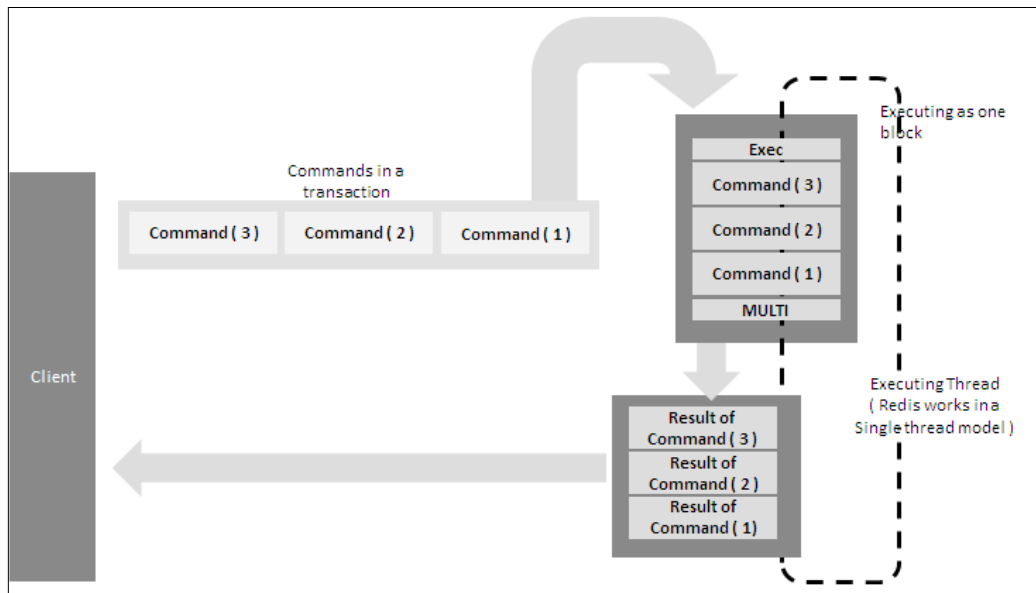 Executing as one
block
Exec
Commands in a
transaction
Command ( 3 )
Command ( 3 )
Command ( 2 )
Command ( 1 )
Command ( 2 )
Command ( 1 )
MULTI
Client
Executing Thread
( Redis works in a
Single thread model )
Result of
Command ( 3 )
Result of
Command ( 2 )
Result of
Command ( 1)